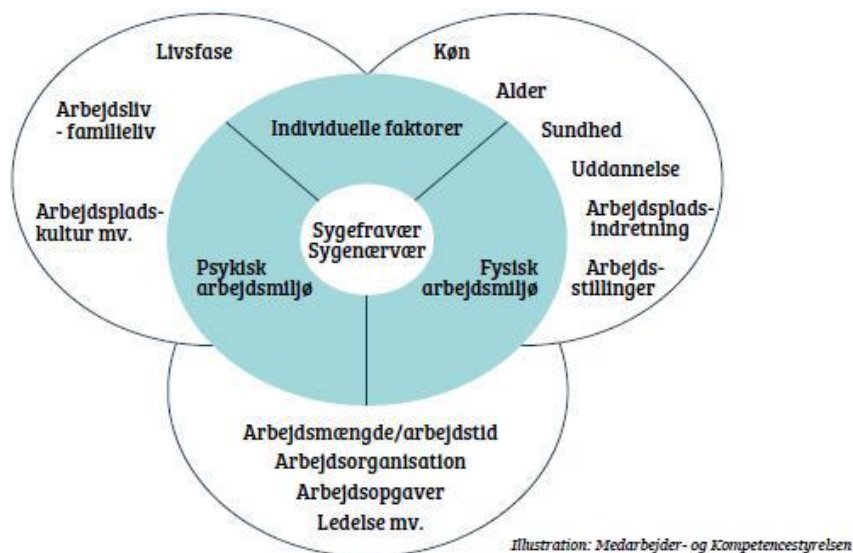 Livsfase
Køn
Arbejdsliv
- familieliv
Alder
Individuelle faktorer
Sundhed
Uddannelse
Arbejdsplads-
kultur mv.
Arbejdsplads-
indretning
Sygefravær
Sygenærvær
Psykisk
arbejdsmiljø
Fysisk
arbejdsmiljø
Arbejds-
stillinger
Arbejdsmængde/arbejdstid
Arbejdsorganisation
Arbejdsopgaver
Ledelse mv.
Illustration: Medarbejder- og Kompetencestyrelsen